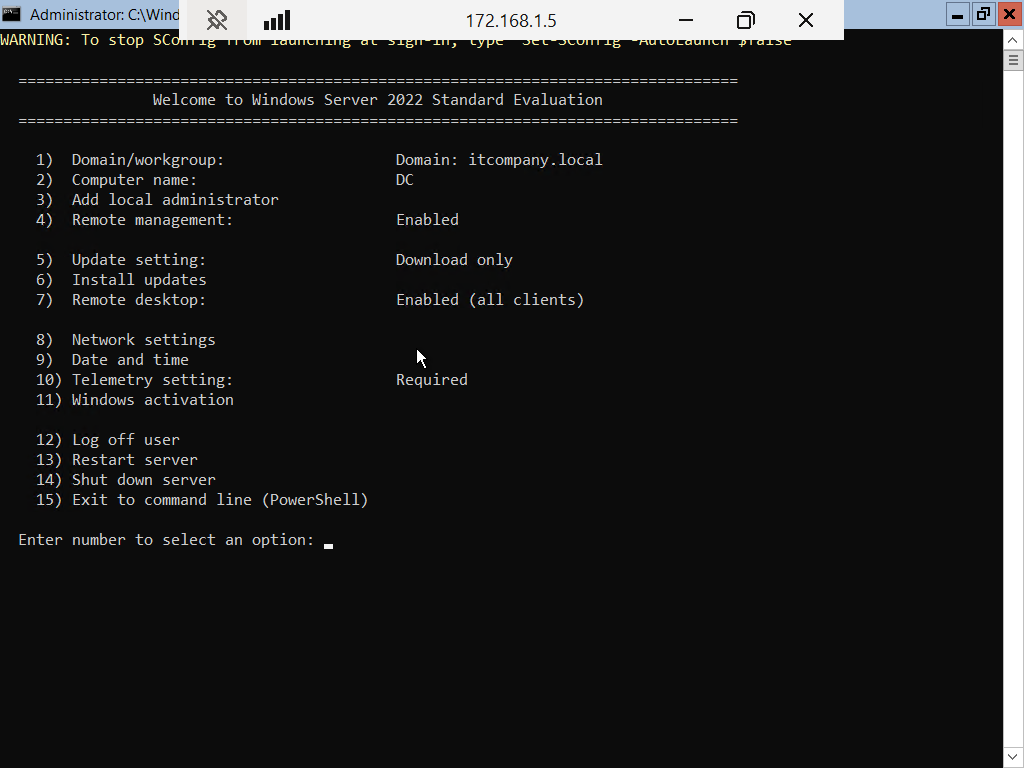 Administrator: C:\Wind
172.168.1.5
WARNING: To stop SConfig from launching at sign-in, type "Set-SConfig -AutoLaunch $false"
================================================================================
Welcome to Windows Server 2022 Standard Evaluation
================================================================================
1) Domain/workgroup: Domain: itcompany.local
2) Computer name: DC
3) Add local administrator
4) Remote management: Enabled
5) Update setting: Download only
6) Install updates
7) Remote desktop: Enabled (all clients)
8) Network settings
9) Date and time
10) Telemetry setting: Required
11) Windows activation
12) Log off user
13) Restart server
14) Shut down server
15) Exit to command line (PowerShell)
Enter number to select an option: